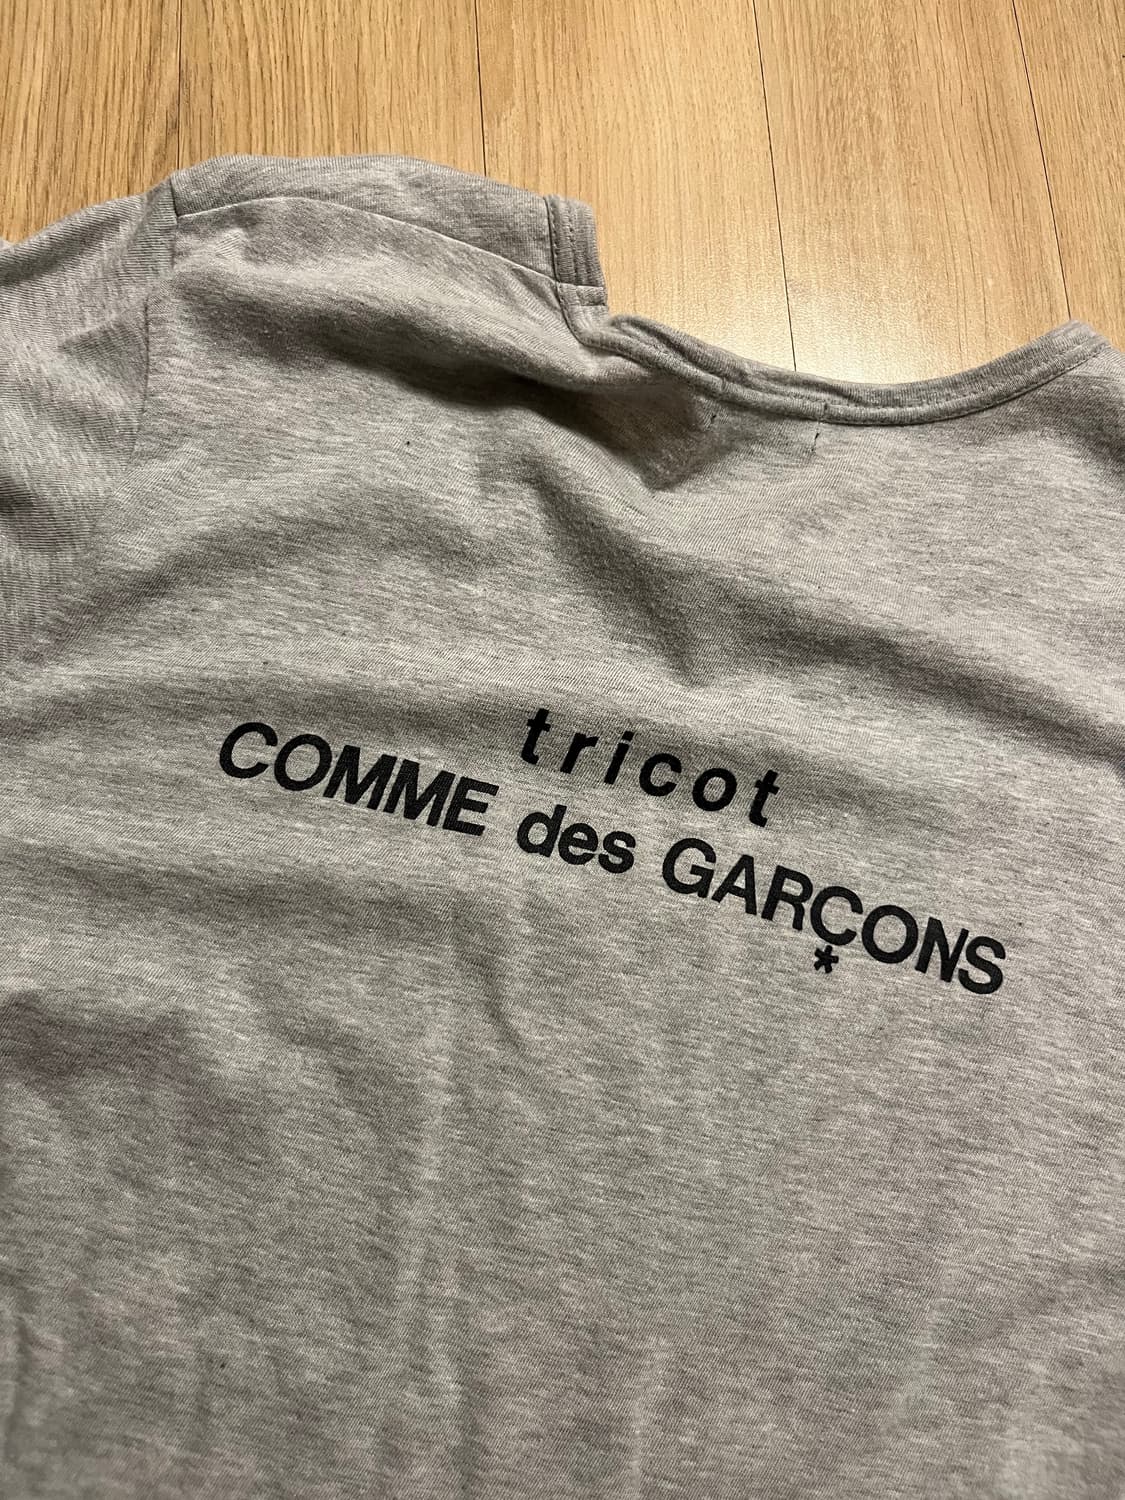 tricot
COMME des GARÇONS
*